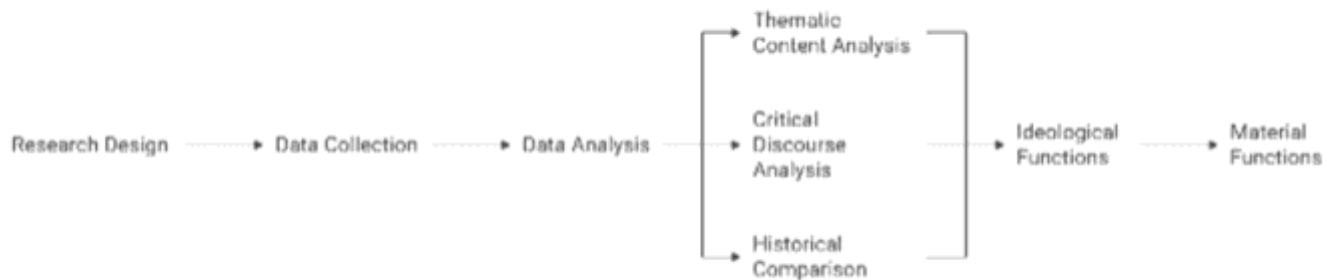 Research Design
Data Collection
Data Analysis
Thematic
Content Analysis
Critical
Discourse
Analysis
Historical
Comparison
Ideological
Functions
Material
Functions